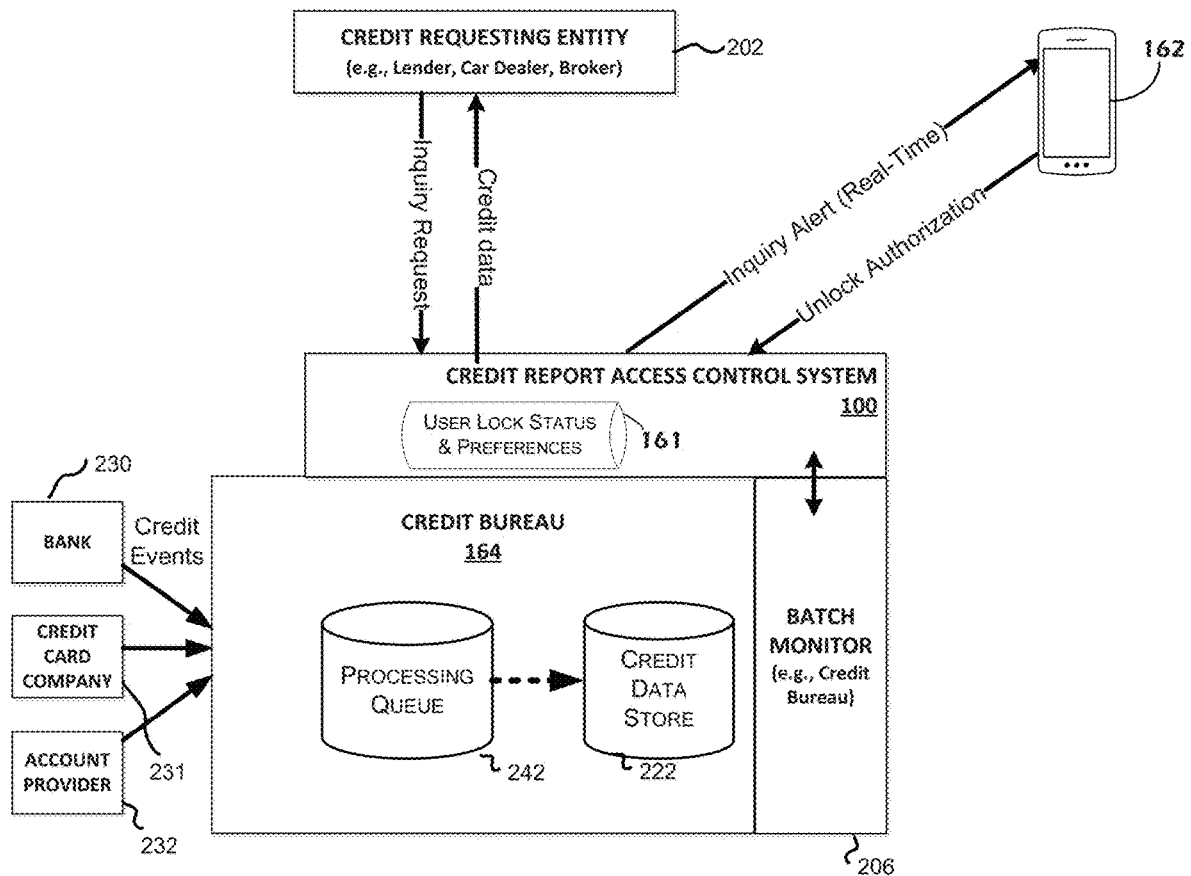 CREDIT REQUESTING ENTITY
(e.g., Lender, Car Dealer, Broker)
202
162
Inquiry Request
Credit data
Inquiry Alert (Real-Time)
Unlock Authorization
CREDIT REPORT ACCESS CONTROL SYSTEM
100
USER LOCK STATUS
& PREFERENCES
161
230
BANK
Credit
Events
CREDIT
CARD
COMPANY
231
ACCOUNT
PROVIDER
232
CREDIT BUREAU
164
PROCESSING
QUEUE
242
CREDIT
DATA
STORE
222
BATCH
MONITOR
(e.g., Credit
Bureau)
206